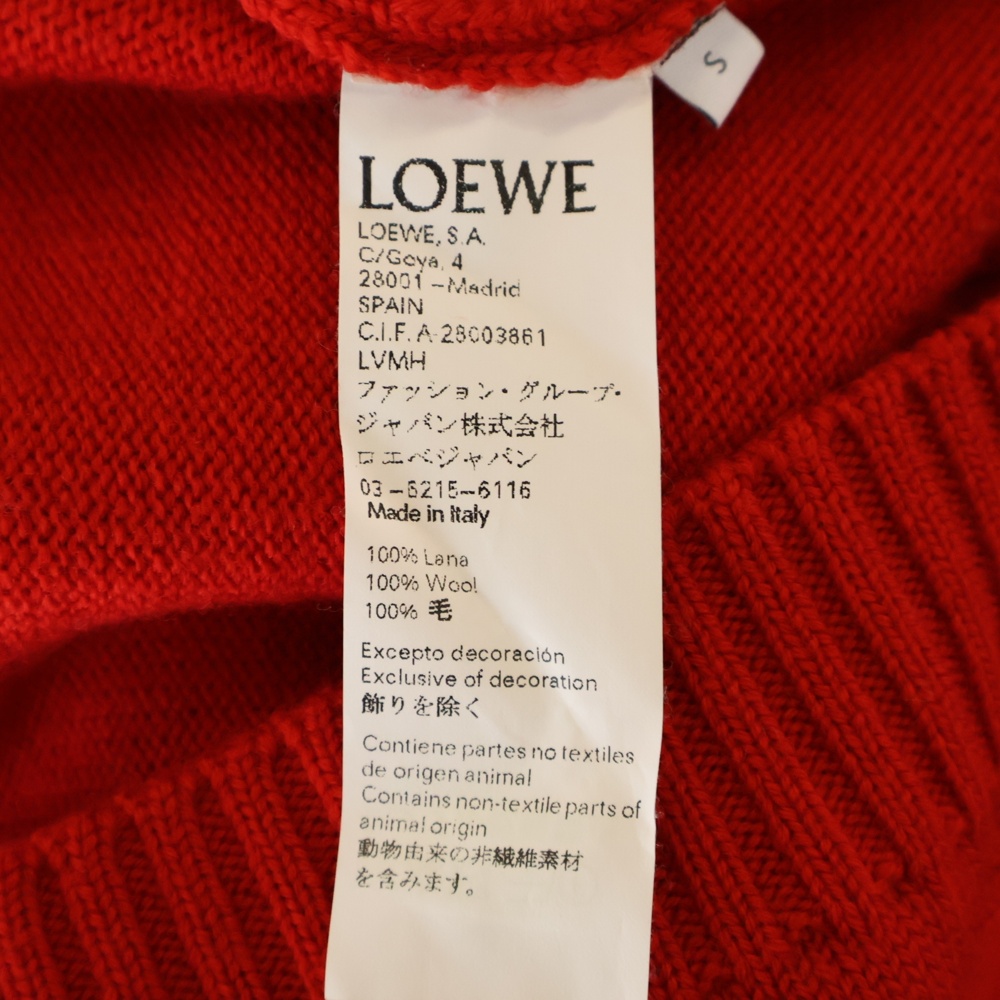 S
LOEWE
LOEWE, S.A.
C/Goya, 4
28001 –Madrid
SPAIN
C.I.F. A-28003861
LVMH
ファッション・グループ・
ジャパン株式会社
ロエベジャパン
03 –6215–6116
Made in Italy
100% Lana
100% Wool
100% 毛
Excepto decoración
Exclusive of decoration
飾りを除く
Contiene partes no textiles
de origen animal
Contains non-textile parts of
animal origin
動物由来の非繊維素材
を含みます。